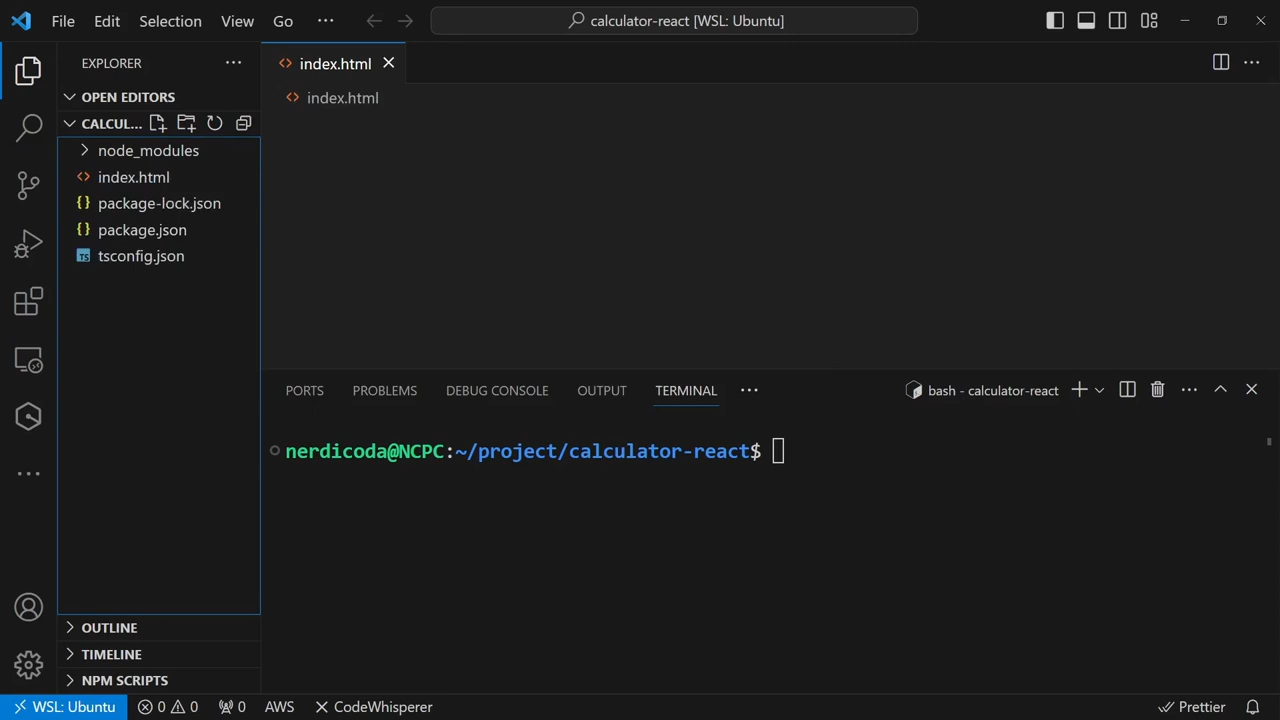 File Edit Selection View Go ··· calculator-react [WSL: Ubuntu]
EXPLORER ···
OPEN EDITORS
CALCUL...
node_modules
index.html
package-lock.json
package.json
TS tsconfig.json
OUTLINE
TIMELINE
NPM SCRIPTS
index.html
index.html
PORTS PROBLEMS DEBUG CONSOLE OUTPUT TERMINAL ··· bash - calculator-react
nerdicoda@NCPC:~/project/calculator-react$
WSL: Ubuntu 0 0 0 AWS CodeWhisperer Prettier